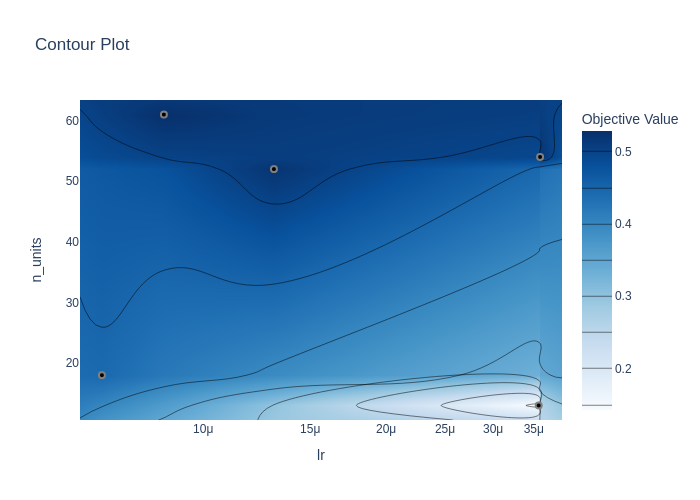 Contour Plot
Objective Value
60
50
40
30
20
n_units
0.5
0.4
0.3
0.2
10μ
15μ
20μ
25μ
30μ
35μ
lr